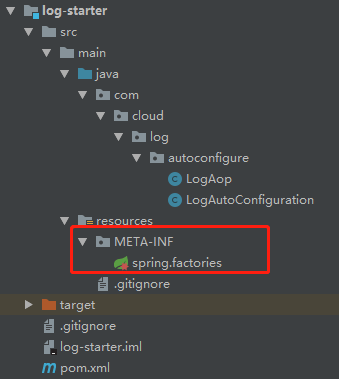 log-starter
src
main
java
com
cloud
log
autoconfigure
LogAop
LogAutoConfiguration
resources
META-INF
spring.factories
.gitignore
target
.gitignore
log-starter.iml
pom.xml